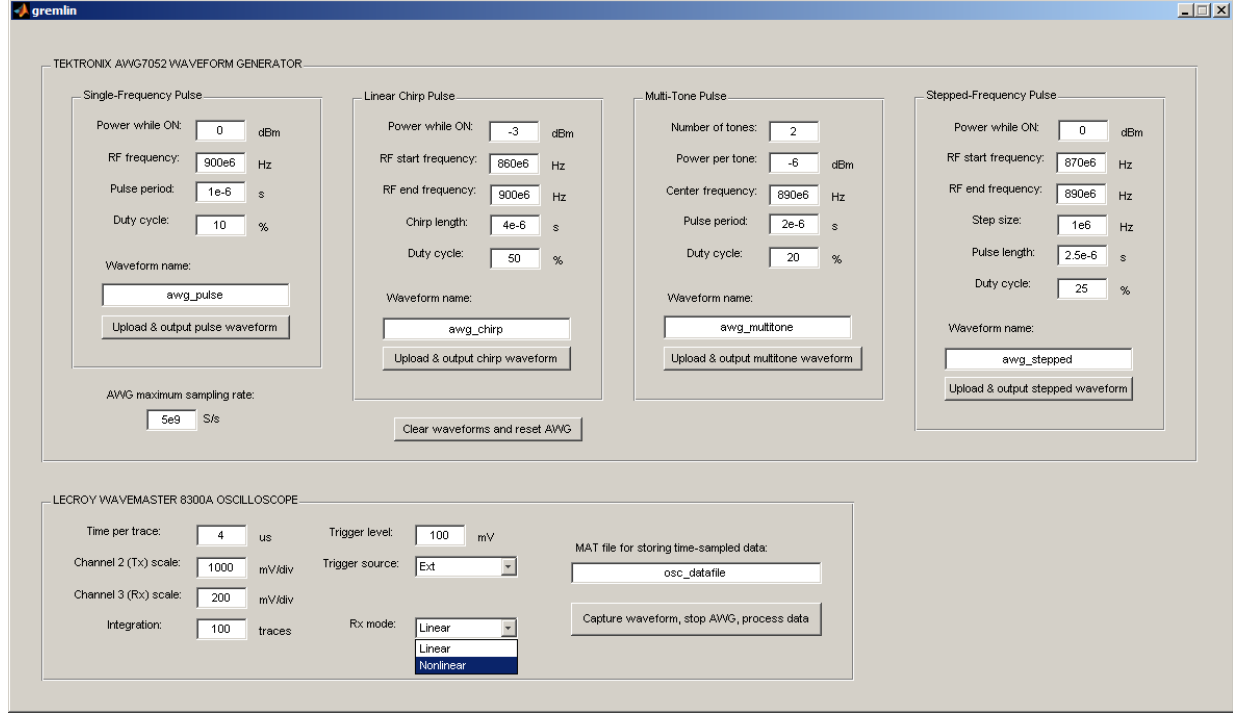 gremlin
TEKTRONIX AWG7052 WAVEFORM GENERATOR
Single-Frequency Pulse
Power while ON: 0 dBm
RF frequency: 900e6 Hz
Pulse period: 1e-6 s
Duty cycle: 10 %
Waveform name:
awg_pulse
Upload & output pulse waveform
AWG maximum sampling rate:
5e9 S/s
Linear Chirp Pulse
Power while ON: -3 dBm
RF start frequency: 860e6 Hz
RF end frequency: 900e6 Hz
Chirp length: 4e-6 s
Duty cycle: 50 %
Waveform name:
awg_chirp
Upload & output chirp waveform
Clear waveforms and reset AWG
Multi-Tone Pulse
Number of tones: 2
Power per tone: -6 dBm
Center frequency: 890e6 Hz
Pulse period: 2e-6 s
Duty cycle: 20 %
Waveform name:
awg_multitone
Upload & output multitone waveform
Stepped-Frequency Pulse
Power while ON: 0 dBm
RF start frequency: 870e6 Hz
RF end frequency: 890e6 Hz
Step size: 1e6 Hz
Pulse length: 2.5e-6 s
Duty cycle: 25 %
Waveform name:
awg_stepped
Upload & output stepped waveform
LECROY WAVEMASTER 8300A OSCILLOSCOPE
Time per trace: 4 us
Channel 2 (Tx) scale: 1000 mV/div
Channel 3 (Rx) scale: 200 mV/div
Integration: 100 traces
Trigger level: 100 mV
Trigger source: Ext
Rx mode: Linear
Linear
Nonlinear
MAT file for storing time-sampled data:
osc_datafile
Capture waveform, stop AWG, process data